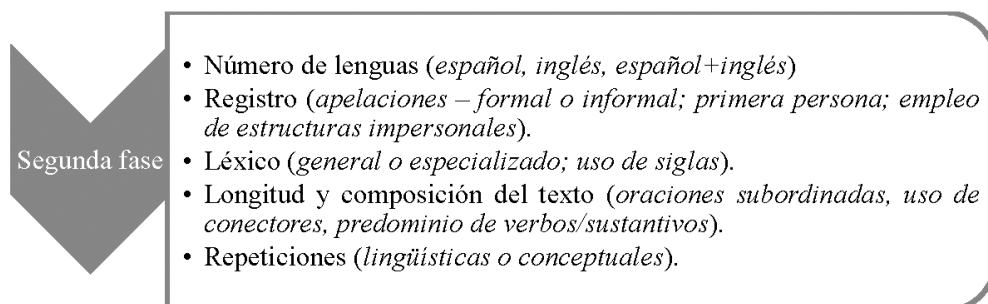 Segunda fase
• Número de lenguas (español, inglés, español+inglés)
• Registro (apelaciones – formal o informal; primera persona; empleo
de estructuras impersonales).
• Léxico (general o especializado; uso de siglas).
• Longitud y composición del texto (oraciones subordinadas, uso de
conectores, predominio de verbos/sustantivos).
• Repeticiones (lingüísticas o conceptuales).